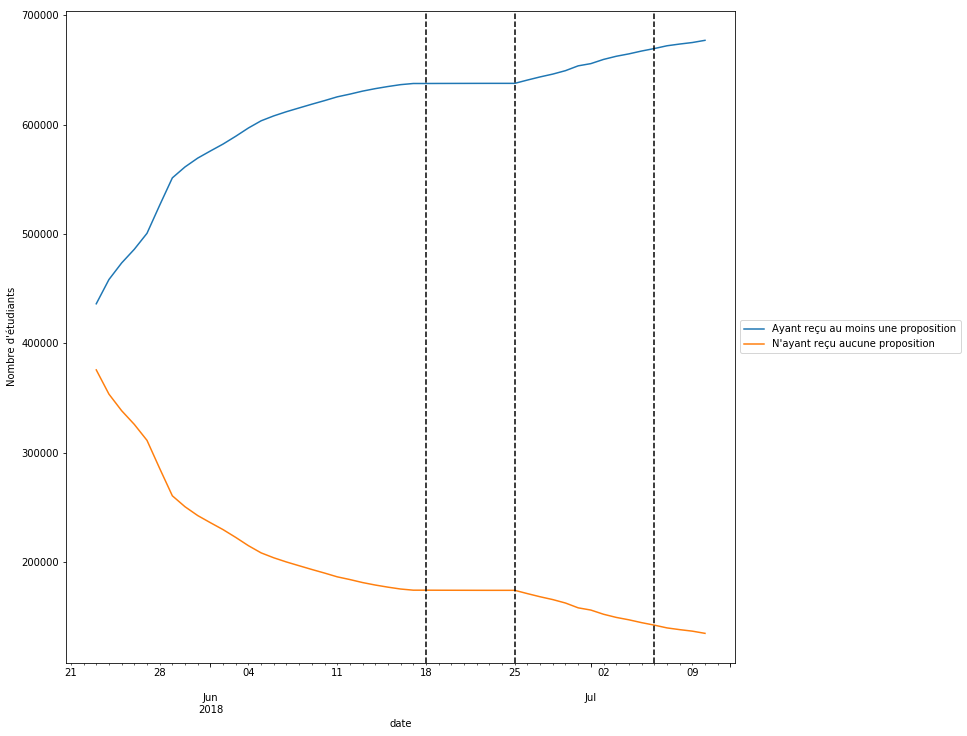 700000
600000
500000
400000
300000
200000
Nombre d'étudiants
21 28 04 11 18 25 02 09
Jun Jul
2018
date
Ayant reçu au moins une proposition
N'ayant reçu aucune proposition